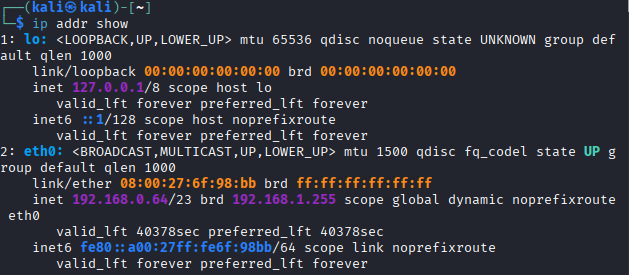 ┌──(kali㉿kali)-[~]
└─$ ip addr show
1: lo: <LOOPBACK,UP,LOWER_UP> mtu 65536 qdisc noqueue state UNKNOWN group def
ault qlen 1000
    link/loopback 00:00:00:00:00:00 brd 00:00:00:00:00:00
    inet 127.0.0.1/8 scope host lo
       valid_lft forever preferred_lft forever
    inet6 ::1/128 scope host noprefixroute
       valid_lft forever preferred_lft forever
2: eth0: <BROADCAST,MULTICAST,UP,LOWER_UP> mtu 1500 qdisc fq_codel state UP g
roup default qlen 1000
    link/ether 08:00:27:6f:98:bb brd ff:ff:ff:ff:ff:ff
    inet 192.168.0.64/23 brd 192.168.1.255 scope global dynamic noprefixroute
 eth0
       valid_lft 40378sec preferred_lft 40378sec
    inet6 fe80::a00:27ff:fe6f:98bb/64 scope link noprefixroute
       valid_lft forever preferred_lft forever